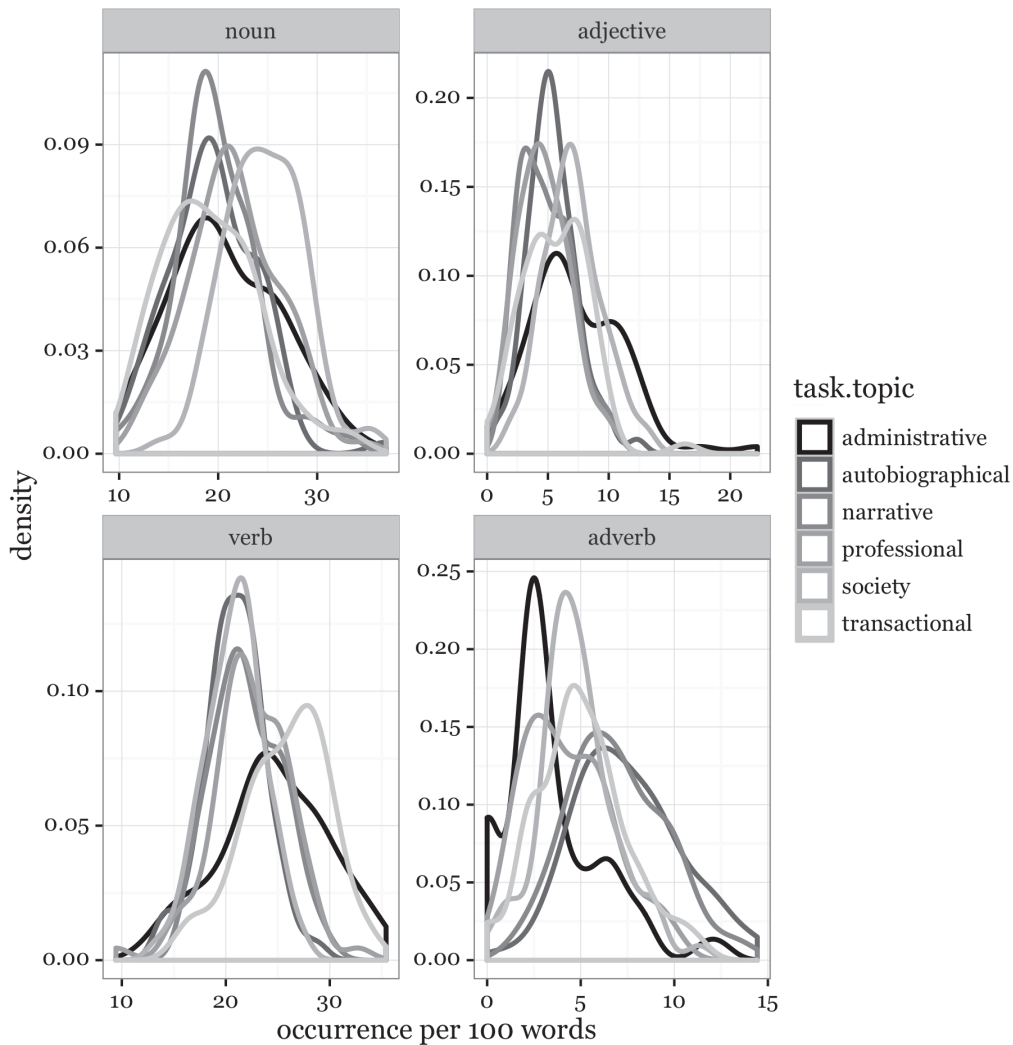 noun
adjective
0.09
0.06
0.03
0.00
10 20 30
0.20
0.15
0.10
0.05
0.00
0 5 10 15 20
density
verb
adverb
0.10
0.05
0.00
10 20 30
0.25
0.20
0.15
0.10
0.05
0.00
0 5 10 15
occurrence per 100 words
task.topic
administrative
autobiographical
narrative
professional
society
transactional